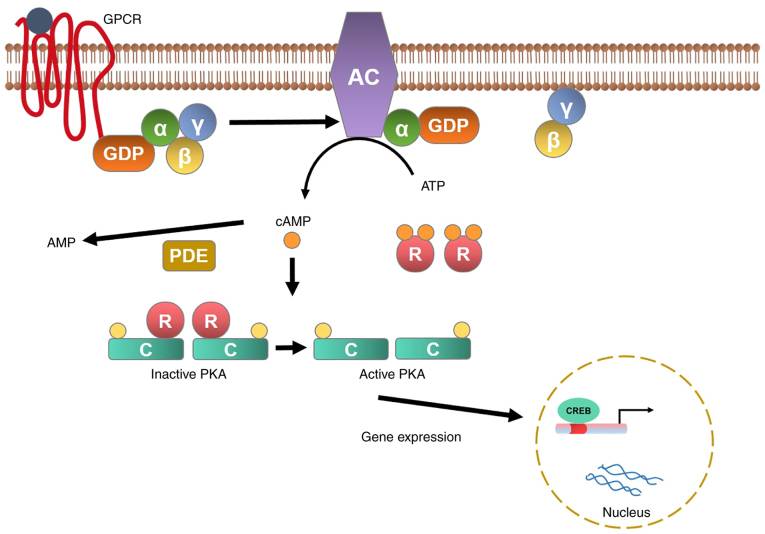 GPCR
AC
α
γ
β
GDP
α
GDP
γ
β
ATP
cAMP
AMP
PDE
R
R
R
R
C
C
C
C
Inactive PKA
Active PKA
Gene expression
CREB
Nucleus